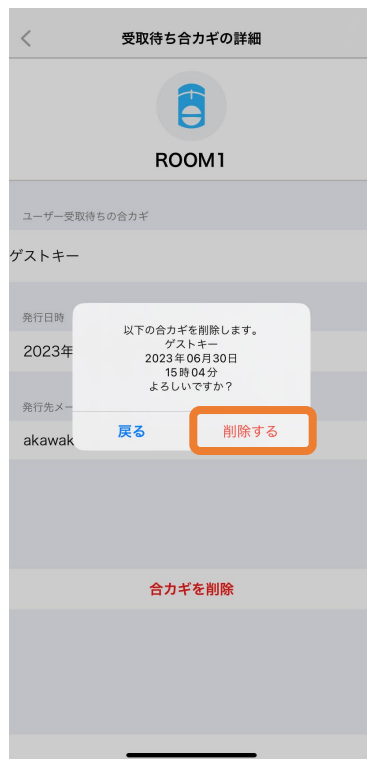 受取待ち合カギの詳細
ROOM1
ユーザー受取待ちの合カギ
ゲストキー
発行日時
2023年
以下の合カギを削除します。
ゲストキー
2023年06月30日
15時04分
よろしいですか？
戻る
削除する
発行先メー
akawak
合カギを削除